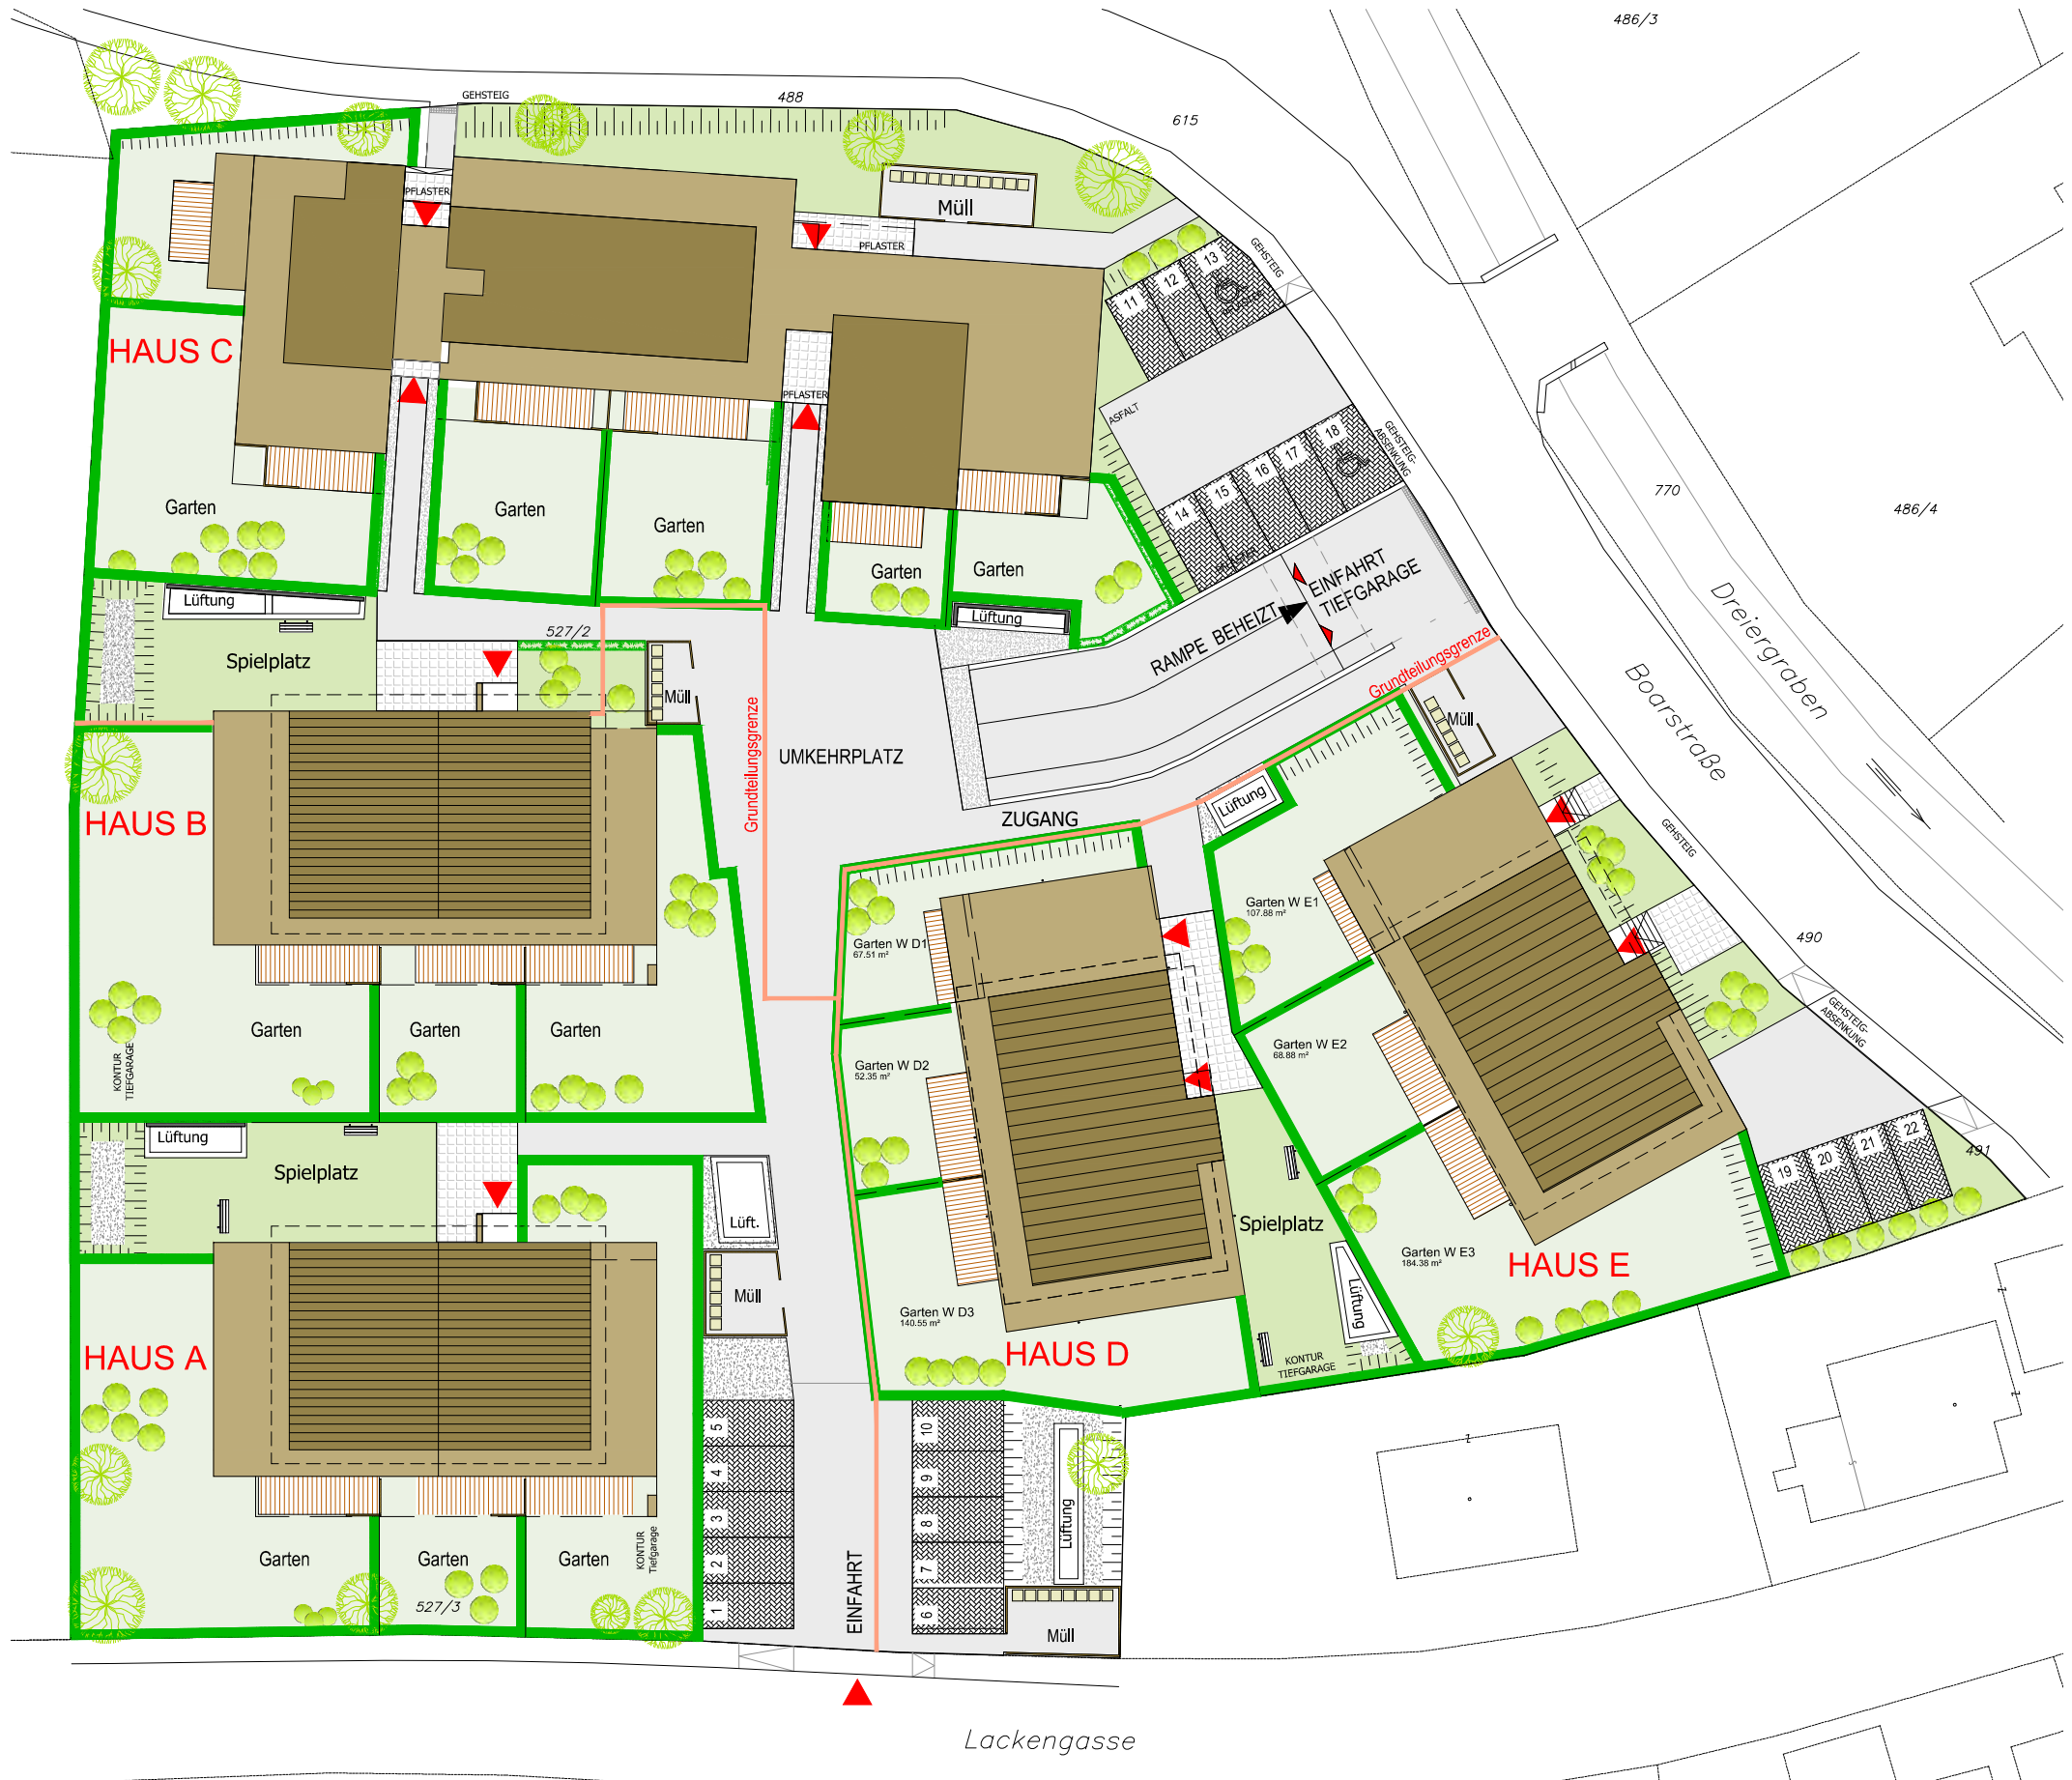 486/3
GEHSTEIG
488
615
PFLASTER
Müll
PFLASTER
GEHSTEIG
13
12
11
HAUS C
PFLASTER
ASFALT
GEHSTEIG-
ABSENKUNG
18
17
16
15
14
770
486/4
Garten
Garten
Garten
Garten
Garten
PFLASTER
EINFAHRT
TIEFGARAGE
RAMPE BEHEIZT
Lüftung
Lüftung
527/2
Spielplatz
Müll
Grundteilungsgrenze
Grundteilungsgrenze
Dreiergraben
Boarstraße
Müll
UMKEHRPLATZ
Lüftung
ZUGANG
HAUS B
GEHSTEIG
Garten W E1
107.88 m²
Garten W D1
67.51 m²
490
GEHSTEIG-
ABSENKUNG
Garten
Garten
Garten
KONTUR
TIEFGARAGE
Garten W E2
68.88 m²
Garten W D2
52.35 m²
Lüftung
Spielplatz
22
21
20
19
491
Lüft.
Spielplatz
Garten W E3
184.38 m²
HAUS E
Müll
Lüftung
Garten W D3
140.55 m²
HAUS D
KONTUR
TIEFGARAGE
HAUS A
5
4
3
2
1
10
9
8
7
6
Lüftung
EINFAHRT
Garten
Garten
Garten
KONTUR
Tiefgarage
527/3
Müll
Lackengasse